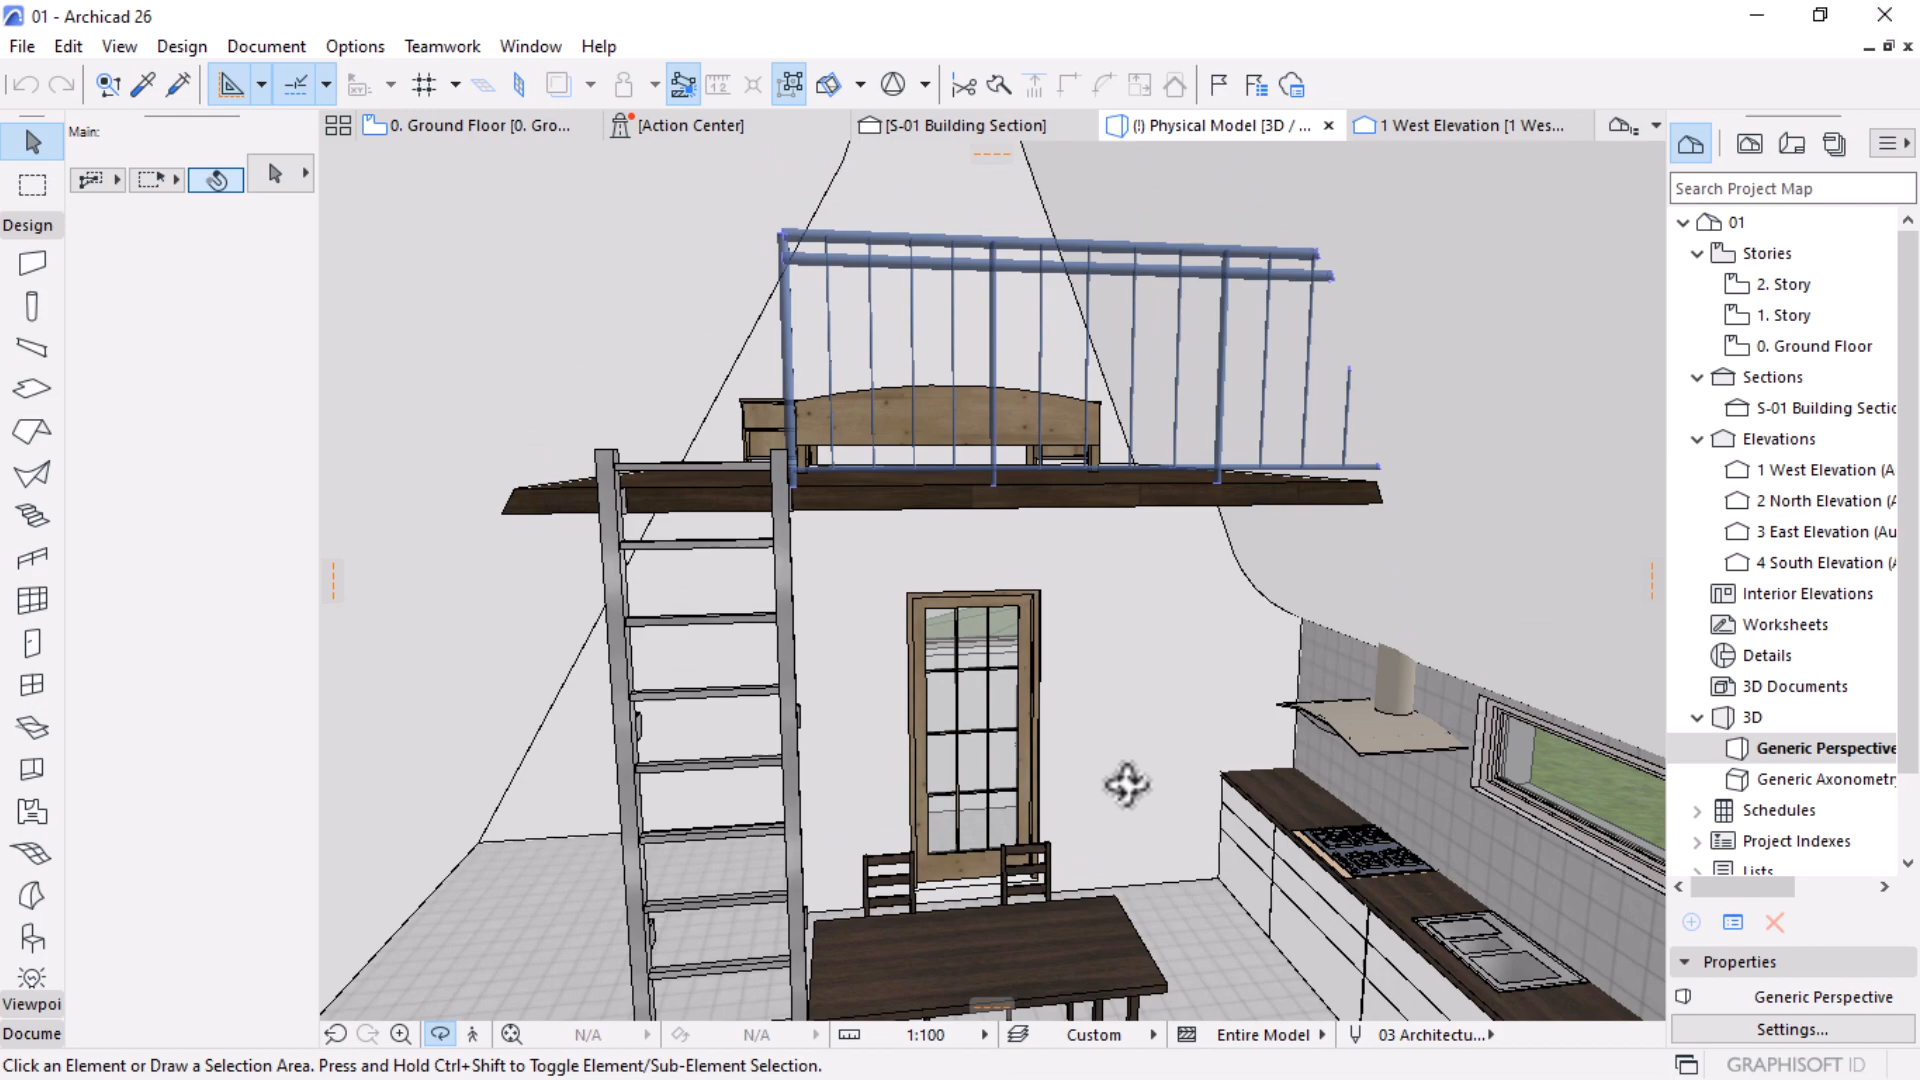 01 - Archicad 26
File Edit View Design Document Options Teamwork Window Help
Main:
0. Ground Floor [0. Gro...
[Action Center]
[S-01 Building Section]
(!) Physical Model [3D / ...
1 West Elevation [1 Wes...
Search Project Map
Design
01
Stories
2. Story
1. Story
0. Ground Floor
Sections
S-01 Building Sectic
Elevations
1 West Elevation (A
2 North Elevation (A
3 East Elevation (Au
4 South Elevation (A
Interior Elevations
Worksheets
Details
3D Documents
3D
Generic Perspective
Generic Axonometr
Schedules
Project Indexes
Lists
Properties
Generic Perspective
Settings...
Viewpoi
Docume
N/A
N/A
1:100
Custom
Entire Model
03 Architectu...
Click an Element or Draw a Selection Area. Press and Hold Ctrl+Shift to Toggle Element/Sub-Element Selection.
GRAPHISOFT ID